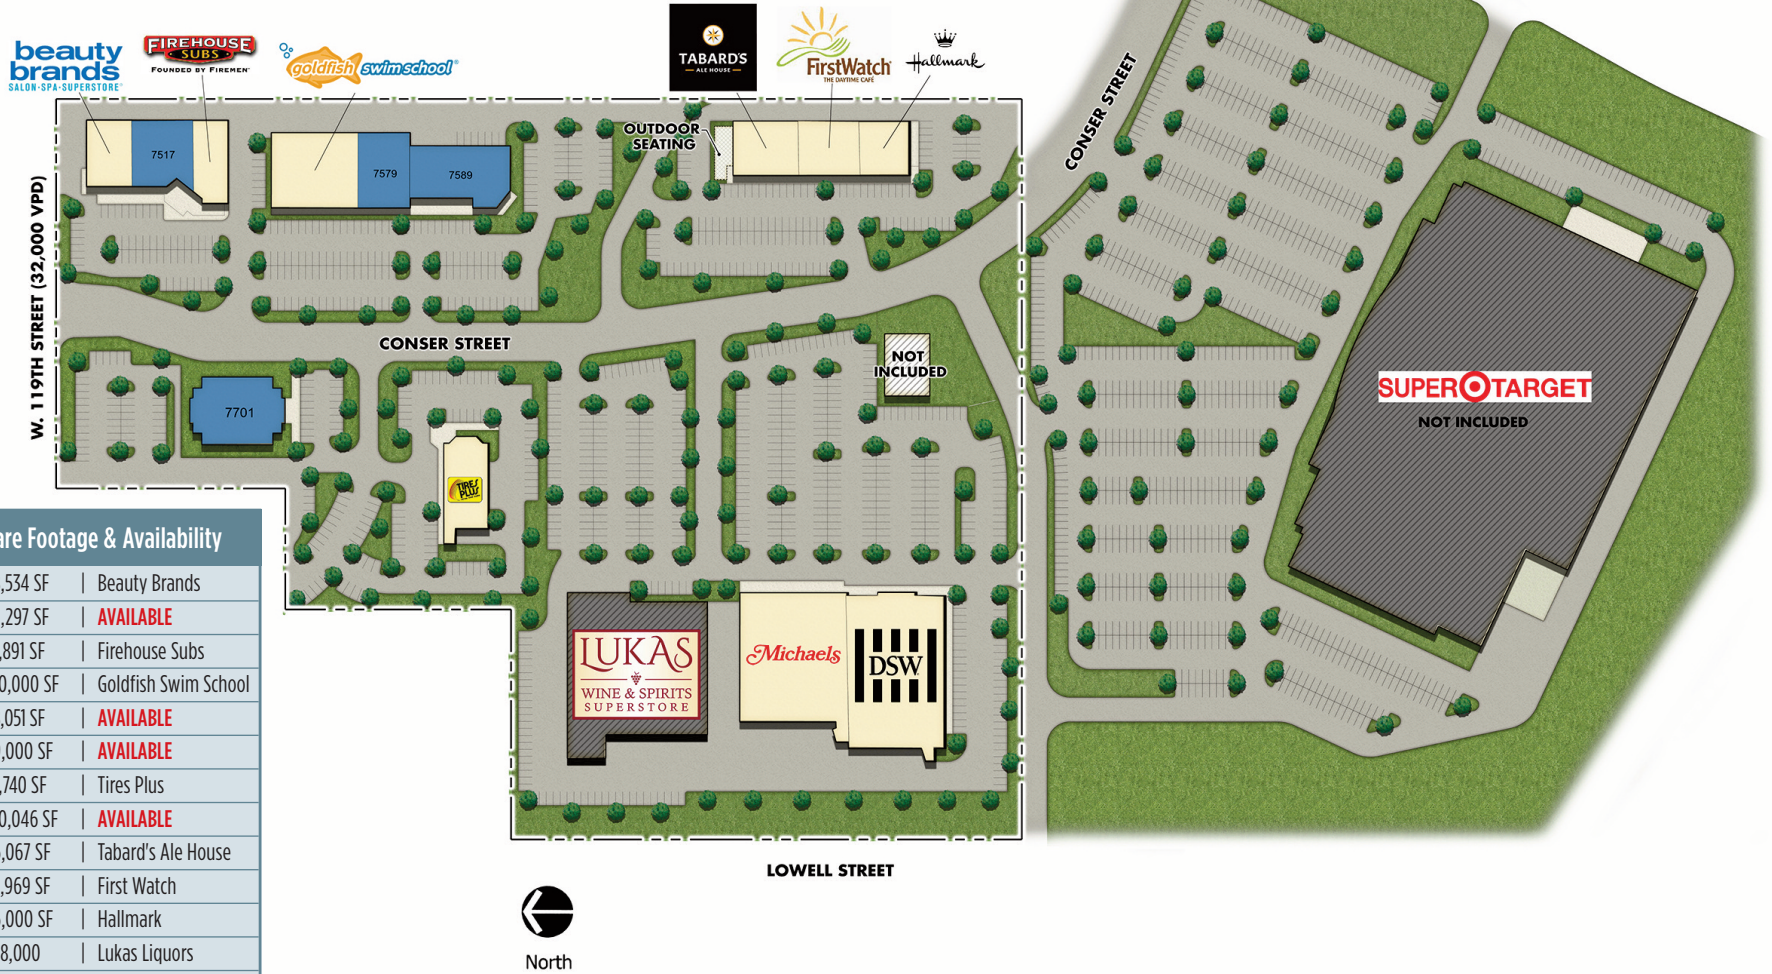 beauty
brands
SALON·SPA·SUPERSTORE
FIREHOUSE
SUBS
FOUNDED BY FIREMEN
goldfish swim school
TABARD'S
ALE HOUSE
FirstWatch
THE DAYTIME CAFÉ
Hallmark
CONSER STREET
OUTDOOR
SEATING
7517
7579
7589
W. 119TH STREET (32,000 VPD)
CONSER STREET
NOT
INCLUDED
7701
SUPER TARGET
NOT INCLUDED
TIRES
PLUS
are Footage & Availability
,534 SF | Beauty Brands
,297 SF | AVAILABLE
,891 SF | Firehouse Subs
0,000 SF | Goldfish Swim School
,051 SF | AVAILABLE
,000 SF | AVAILABLE
,740 SF | Tires Plus
0,046 SF | AVAILABLE
,067 SF | Tabard's Ale House
,969 SF | First Watch
,000 SF | Hallmark
8,000 | Lukas Liquors
LUKAS
WINE & SPIRITS
SUPERSTORE
Michaels
DSW
LOWELL STREET
North